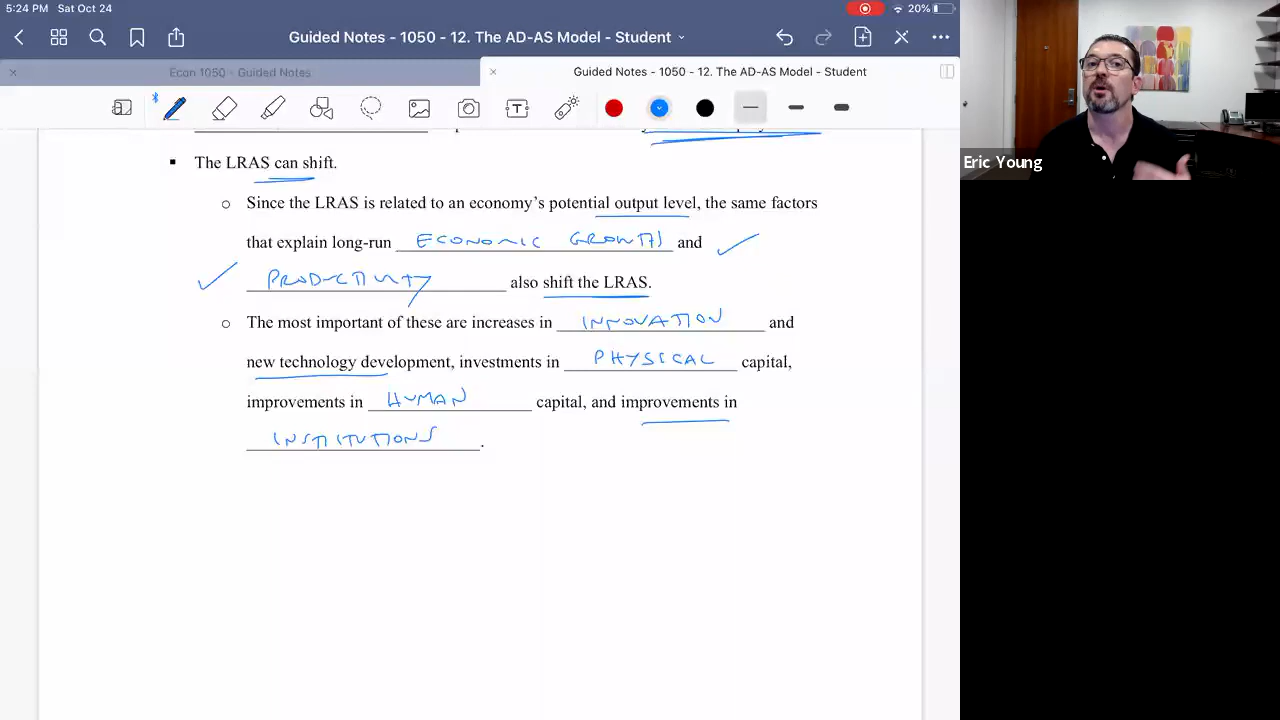 5:24 PM Sat Oct 24
20%
Guided Notes - 1050 - 12. The AD-AS Model - Student
Econ 1050 - Guided Notes
Guided Notes - 1050 - 12. The AD-AS Model - Student
Eric Young
The LRAS can shift.
Since the LRAS is related to an economy's potential output level, the same factors
that explain long-run ECONOMIC GROWTH and
PRODUCTIVITY also shift the LRAS.
The most important of these are increases in INNOVATION and
new technology development, investments in PHYSICAL capital,
improvements in HUMAN capital, and improvements in
INSTITUTIONS.